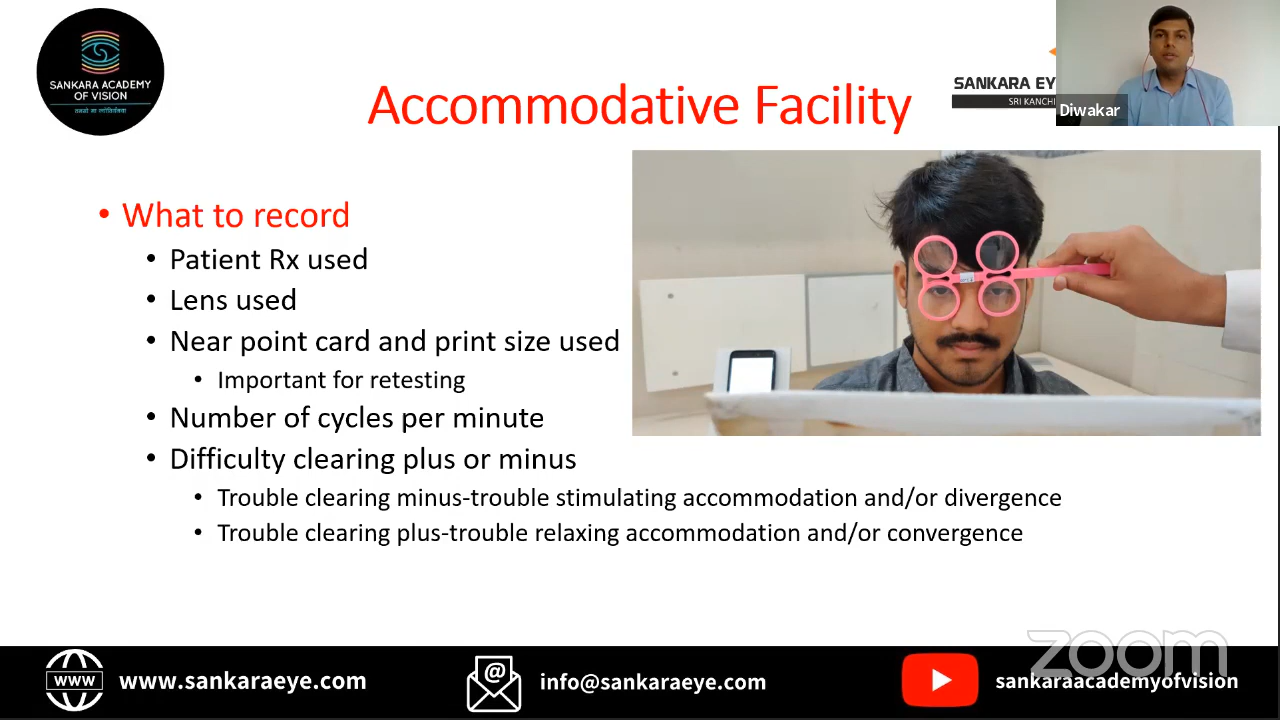 SANKARA ACADEMY
OF VISION
Accommodative Facility
SANKARA EY
SRI KANCHI
Diwakar
• What to record
• Patient Rx used
• Lens used
• Near point card and print size used
• Important for retesting
• Number of cycles per minute
• Difficulty clearing plus or minus
• Trouble clearing minus-trouble stimulating accommodation and/or divergence
• Trouble clearing plus-trouble relaxing accommodation and/or convergence
zoom
WWW
www.sankaraeye.com
@
info@sankaraeye.com
sankaraacademyofvision